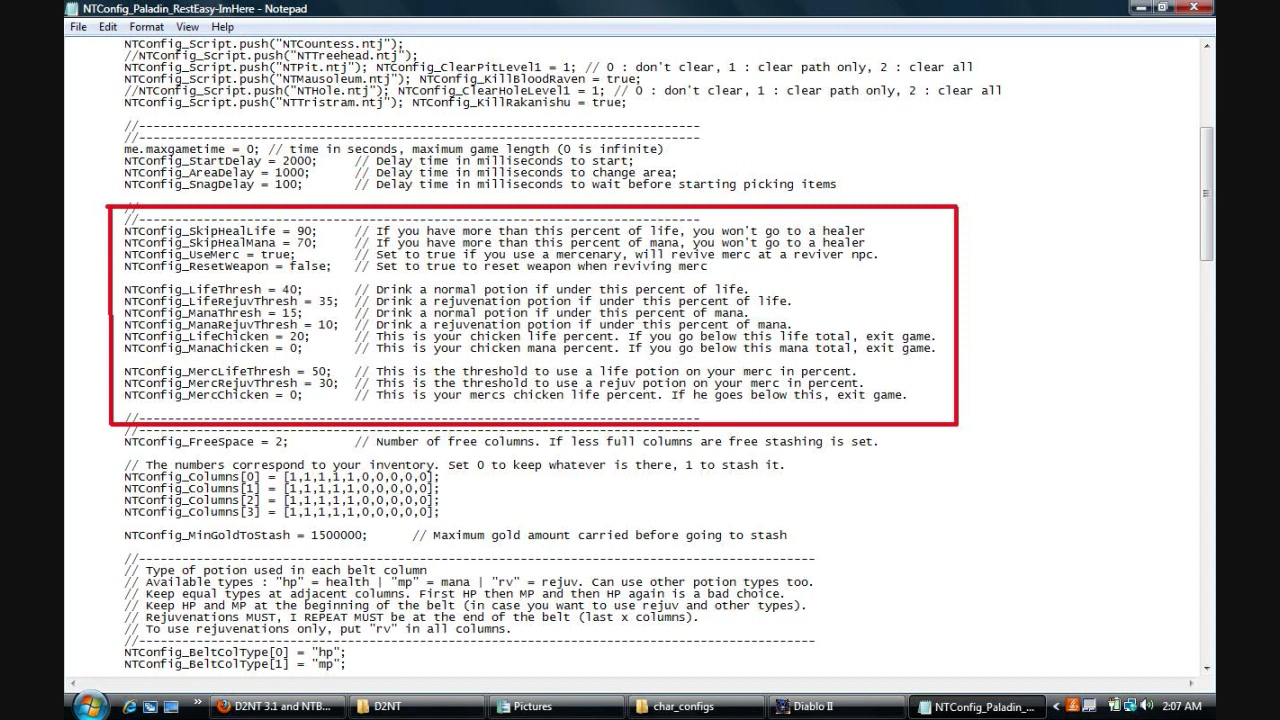 NTConfig_Paladin_RestEasy-ImHere - Notepad
File Edit Format View Help
NTConfig_Script.push("NTCountess.ntj");
//NTConfig_Script.push("NTTreehead.ntj");
NTConfig_Script.push("NTPit.ntj"); NTConfig_ClearPitLevel1 = 1; // 0 : don't clear, 1 : clear path only, 2 : clear all
NTConfig_Script.push("NTMausoleum.ntj"); NTConfig_KillBloodRaven = true;
//NTConfig_Script.push("NTHole.ntj"); NTConfig_ClearHoleLevel1 = 1; // 0 : don't clear, 1 : clear path only, 2 : clear all
NTConfig_Script.push("NTTristram.ntj"); NTConfig_KillRakanishu = true;
//------------------------------------------------------------------------------
//------------------------------------------------------------------------------
me.maxgametime = 0; // time in seconds, maximum game length (0 is infinite)
NTConfig_StartDelay = 2000; // Delay time in milliseconds to start;
NTConfig_AreaDelay = 1000; // Delay time in milliseconds to change area;
NTConfig_SnagDelay = 100; // Delay time in milliseconds to wait before starting picking items
//
//------------------------------------------------------------------------------
NTConfig_SkipHealLife = 90; // If you have more than this percent of life, you won't go to a healer
NTConfig_SkipHealMana = 70; // If you have more than this percent of mana, you won't go to a healer
NTConfig_UseMerc = true; // Set to true if you use a mercenary, will revive merc at a reviver npc.
NTConfig_ResetWeapon = false; // Set to true to reset weapon when reviving merc
NTConfig_LifeThresh = 40; // Drink a normal potion if under this percent of life.
NTConfig_LifeRejuvThresh = 35; // Drink a rejuvenation potion if under this percent of life.
NTConfig_ManaThresh = 15; // Drink a normal potion if under this percent of mana.
NTConfig_ManaRejuvThresh = 10; // Drink a rejuvenation potion if under this percent of mana.
NTConfig_LifeChicken = 20; // This is your chicken life percent. If you go below this life total, exit game.
NTConfig_ManaChicken = 0; // This is your chicken mana percent. If you go below this mana total, exit game.
NTConfig_MercLifeThresh = 50; // This is the threshold to use a life potion on your merc in percent.
NTConfig_MercRejuvThresh = 30; // This is the threshold to use a rejuv potion on your merc in percent.
NTConfig_MercChicken = 0; // This is your mercs chicken life percent. If he goes below this, exit game.
//------------------------------------------------------------------------------
//------------------------------------------------------------------------------
NTConfig_FreeSpace = 2; // Number of free columns. If less full columns are free stashing is set.
// The numbers correspond to your inventory. Set 0 to keep whatever is there, 1 to stash it.
NTConfig_Columns[0] = [1,1,1,1,1,0,0,0,0,0];
NTConfig_Columns[1] = [1,1,1,1,1,0,0,0,0,0];
NTConfig_Columns[2] = [1,1,1,1,1,0,0,0,0,0];
NTConfig_Columns[3] = [1,1,1,1,1,0,0,0,0,0];
NTConfig_MinGoldToStash = 1500000; // Maximum gold amount carried before going to stash
//---------------------------------------------------------------------------------------------
// Type of potion used in each belt column
// Available types : "hp" = health | "mp" = mana | "rv" = rejuv. Can use other potion types too.
// Keep equal types at adjacent columns. First HP then MP and then HP again is a bad choice.
// Keep HP and MP at the beginning of the belt (in case you want to use rejuv and other types).
// Rejuvenations MUST, I REPEAT MUST be at the end of the belt (last x columns).
// To use rejuvenations only, put "rv" in all columns.
//---------------------------------------------------------------------------------------------
NTConfig_BeltColType[0] = "hp";
NTConfig_BeltColType[1] = "mp";
D2NT 3.1 and NTB... D2NT Pictures char_configs Diablo II NTConfig_Paladin_... 2:07 AM